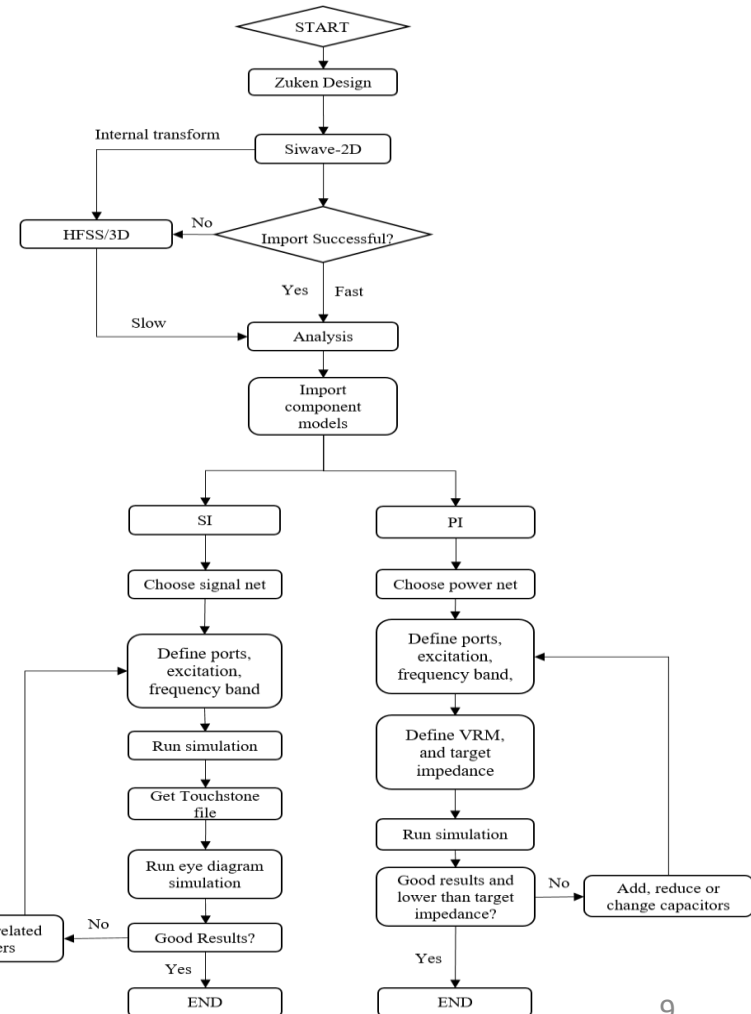 START
Zuken Design
Internal transform
Siwave-2D
HFSS/3D
No
Import Successful?
Yes
Fast
Slow
Analysis
Import
component
models
SI
PI
Choose signal net
Choose power net
Define ports,
excitation,
frequency band
Define ports,
excitation,
frequency band,
Run simulation
Define VRM,
and target
impedance
Get Touchstone
file
Run simulation
Run eye diagram
simulation
Good results and
lower than target
impedance?
No
Add, reduce or
change capacitors
No
Good Results?
Yes
Yes
END
END
9